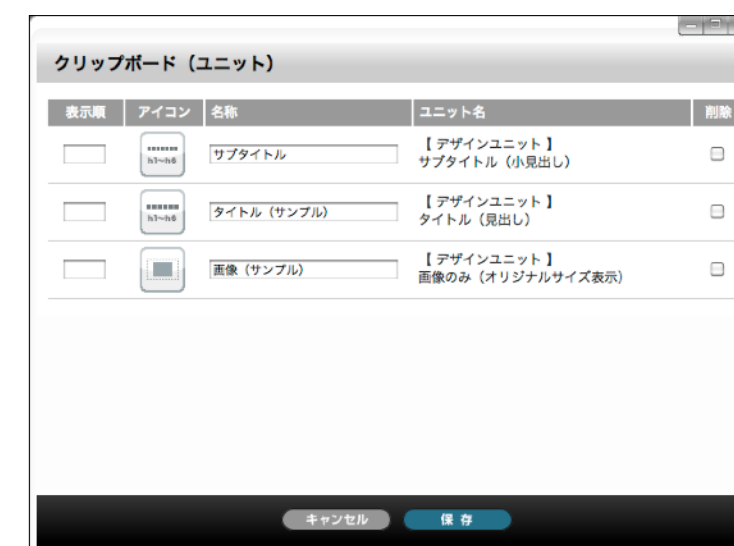 クリップボード（ユニット）
表示順 アイコン 名称 ユニット名 削除
h1~h6 サブタイトル 【 デザインユニット 】
サブタイトル（小見出し）
h1~h6 タイトル（サンプル） 【 デザインユニット 】
タイトル（見出し）
画像（サンプル） 【 デザインユニット 】
画像のみ（オリジナルサイズ表示）
キャンセル 保 存